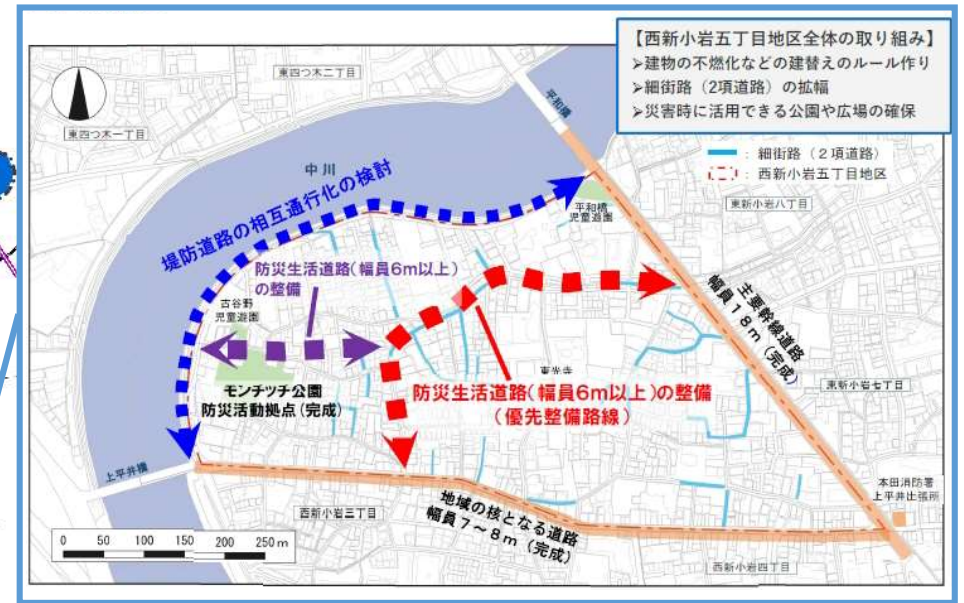 【西新小岩五丁目地区全体の取り組み】
➢建物の不燃化などの建替えのルール作り
➢細街路（2項道路）の拡幅
➢災害時に活用できる公園や広場の確保
東四つ木二丁目
東四つ木一丁目
平和橋
中川
：細街路（２項道路）
：西新小岩五丁目地区
堤防道路の相互通行化の検討
平和橋
児童遊園
東新小岩八丁目
防災生活道路（幅員6m以上）
の整備
古谷野
児童遊園
主要幹線道路
幅員18m（完成）
東光寺
モンチッチ公園
防災活動拠点（完成）
防災生活道路（幅員6m以上）の整備
（優先整備路線）
東新小岩七丁目
上平井橋
本田消防署
上平井出張所
西新小岩三丁目
地域の核となる道路
幅員7～8m（完成）
西新小岩四丁目
0 50 100 150 200 250m